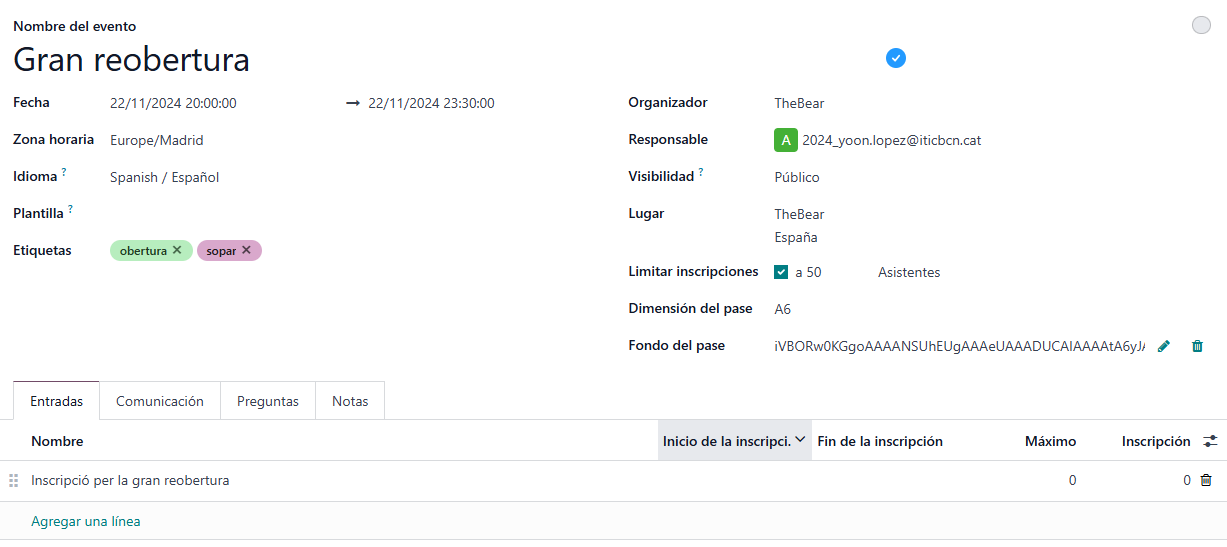 Nombre del evento
Gran reobertura
Fecha 22/11/2024 20:00:00 → 22/11/2024 23:30:00
Organizador TheBear
Zona horaria Europe/Madrid
Responsable A 2024_yoon.lopez@iticbcn.cat
Idioma ? Spanish / Español
Visibilidad ? Público
Plantilla ?
Lugar TheBear
España
Etiquetas obertura ✕ sopar ✕
Limitar inscripciones a 50 Asistentes
Dimensión del pase A6
Fondo del pase iVBORw0KGgoAAAANSUhEUgAAAeUAAADUCAIAAAAtA6yJA
Entradas Comunicación Preguntas Notas
Nombre Inicio de la inscripci. Fin de la inscripción Máximo Inscripción
Inscripció per la gran reobertura 0 0
Agregar una línea